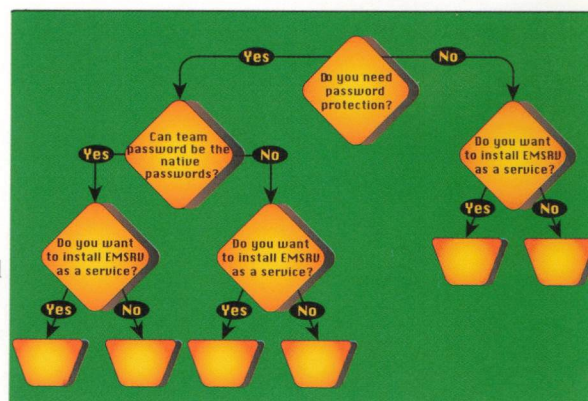 Yes
No
Do you need
password
protection?
Can team
password be the
native
passwords?
Do you want
to install EMSRV
as a service?
Yes
No
Yes
No
Do you want
to install EMSRV
as a service?
Do you want
to install EMSRV
as a service?
Yes
No
Yes
No